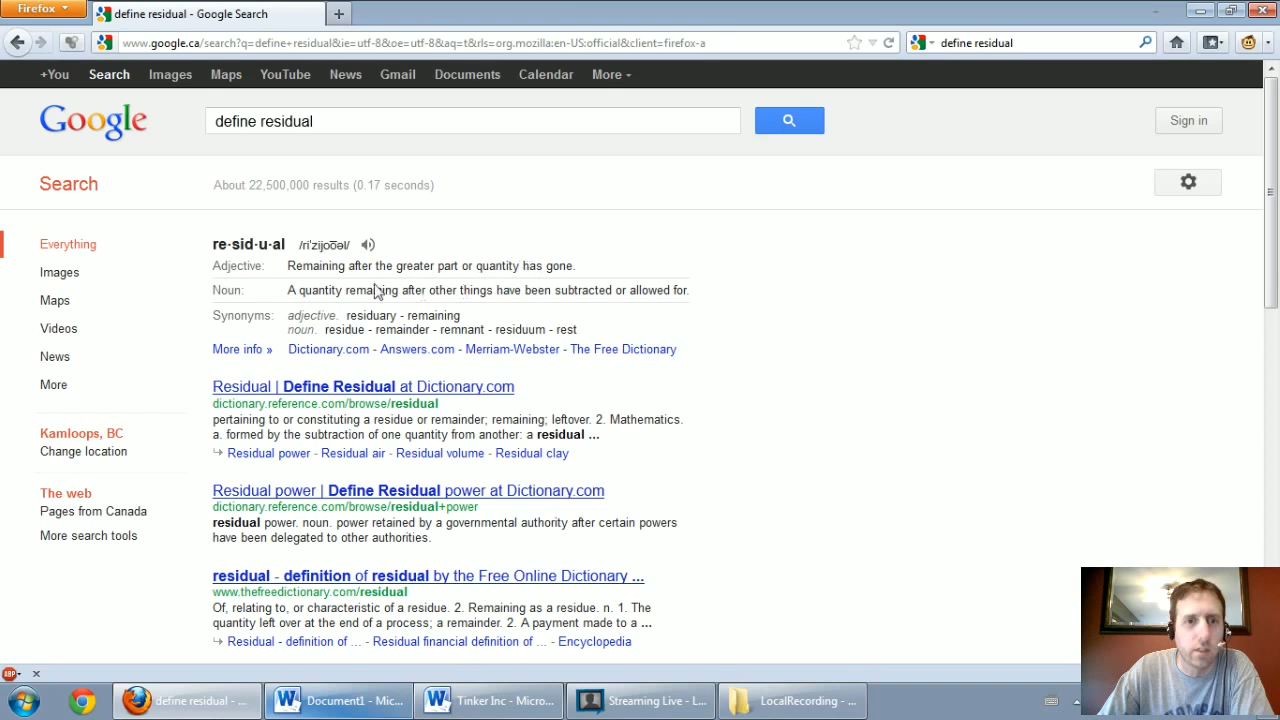 Firefox
define residual - Google Search
www.google.ca/search?q=define+residual&ie=utf-8&oe=utf-8&aq=t&rls=org.mozilla:en-US:official&client=firefox-a
define residual
+You Search Images Maps YouTube News Gmail Documents Calendar More
Google
define residual
Sign in
Search
About 22,500,000 results (0.17 seconds)
Everything
Images
Maps
Videos
News
More
Kamloops, BC
Change location
The web
Pages from Canada
More search tools
re·sid·u·al /riˈzijo͞oəl/
Adjective: Remaining after the greater part or quantity has gone.
Noun: A quantity remaining after other things have been subtracted or allowed for.
Synonyms: adjective. residuary - remaining
noun. residue - remainder - remnant - residuum - rest
More info » Dictionary.com - Answers.com - Merriam-Webster - The Free Dictionary
Residual | Define Residual at Dictionary.com
dictionary.reference.com/browse/residual
pertaining to or constituting a residue or remainder; remaining; leftover. 2. Mathematics.
a. formed by the subtraction of one quantity from another: a residual ...
Residual power - Residual air - Residual volume - Residual clay
Residual power | Define Residual power at Dictionary.com
dictionary.reference.com/browse/residual+power
residual power. noun. power retained by a governmental authority after certain powers
have been delegated to other authorities.
residual - definition of residual by the Free Online Dictionary ...
www.thefreedictionary.com/residual
Of, relating to, or characteristic of a residue. 2. Remaining as a residue. n. 1. The
quantity left over at the end of a process; a remainder. 2. A payment made to a ...
Residual - definition of ... - Residual financial definition of ... - Encyclopedia
ABP
define residual - ...
Document1 - Mic...
Tinker Inc - Micro...
Streaming Live - L...
LocalRecording - ...